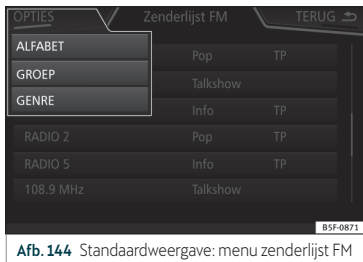 OPTIES Zenderlijst FM TERUG
ALFABET
GROEP
GENRE
Pop TP
Talkshow
Info TP
RADIO 2 Pop TP
RADIO 5 Info TP
108.9 MHz Talkshow
B5F-0871
Afb. 144 Standaardweergave: menu zenderlijst FM